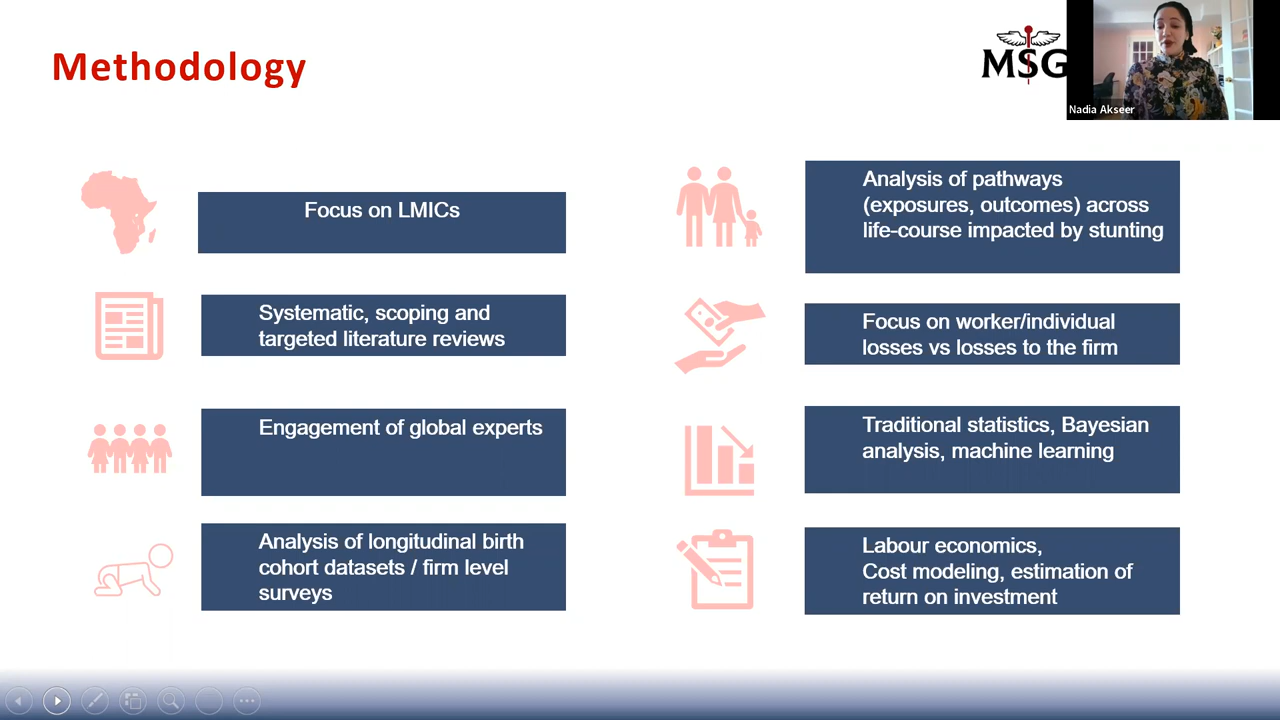 Methodology
MSG
Nadia Akseer
Focus on LMICs
Systematic, scoping and
targeted literature reviews
Engagement of global experts
Analysis of longitudinal birth
cohort datasets / firm level
surveys
Analysis of pathways
(exposures, outcomes) across
life-course impacted by stunting
Focus on worker/individual
losses vs losses to the firm
Traditional statistics, Bayesian
analysis, machine learning
Labour economics,
Cost modeling, estimation of
return on investment